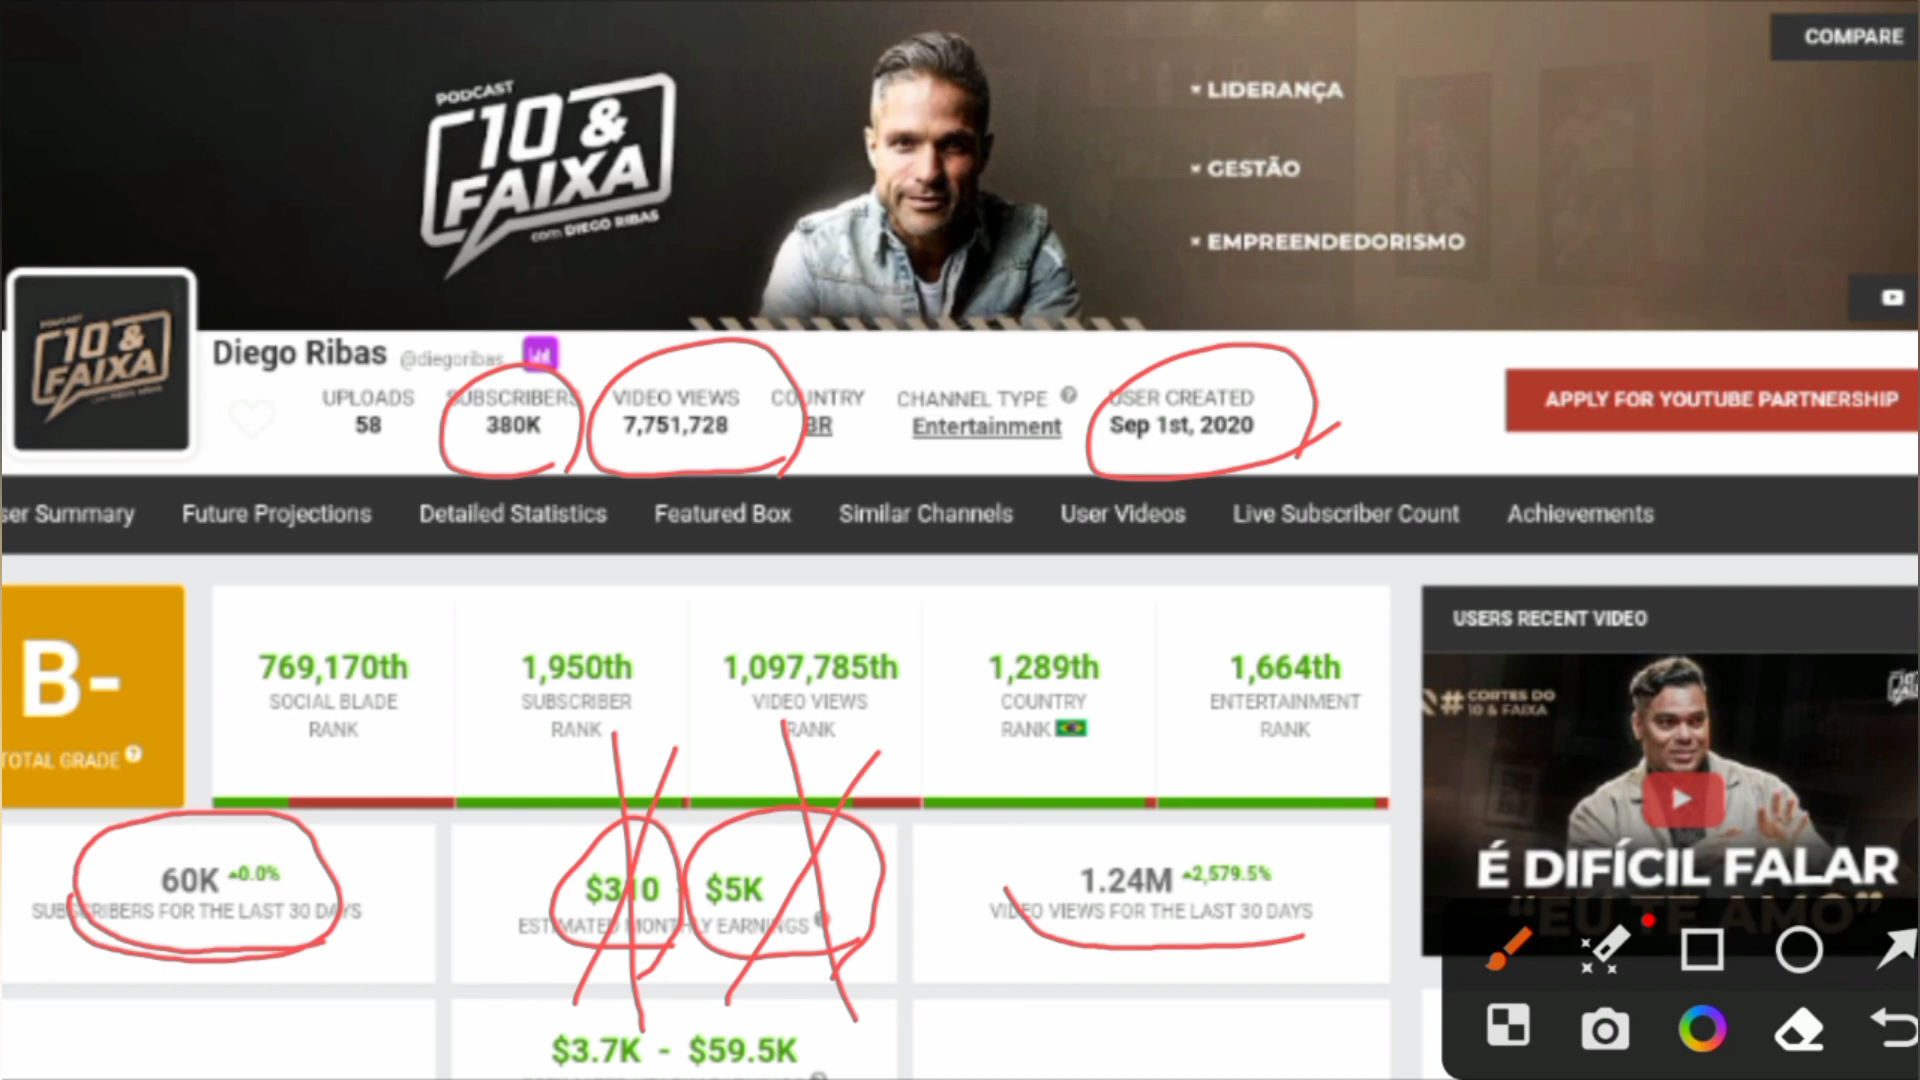 COMPARE
PODCAST
10 &
FAIXA
com DIEGO RIBAS
× LIDERANÇA
× GESTÃO
× EMPREENDEDORISMO
10 &
FAIXA
Diego Ribas @diegoribas
UPLOADS
58
SUBSCRIBERS
380K
VIDEO VIEWS
7,751,728
COUNTRY
BR
CHANNEL TYPE
Entertainment
USER CREATED
Sep 1st, 2020
APPLY FOR YOUTUBE PARTNERSHIP
ser Summary Future Projections Detailed Statistics Featured Box Similar Channels User Videos Live Subscriber Count Achievements
B-
TOTAL GRADE
769,170th
SOCIAL BLADE
RANK
1,950th
SUBSCRIBER
RANK
1,097,785th
VIDEO VIEWS
RANK
1,289th
COUNTRY
RANK
1,664th
ENTERTAINMENT
RANK
60K 0.0%
SUBSCRIBERS FOR THE LAST 30 DAYS
$310 $5K
ESTIMATED MONTHLY EARNINGS
1.24M 2,579.5%
VIDEO VIEWS FOR THE LAST 30 DAYS
$3.7K - $59.5K
USERS RECENT VIDEO
# CORTES DO
10 & FAIXA
É DIFÍCIL FALAR
“EU TE AMO”